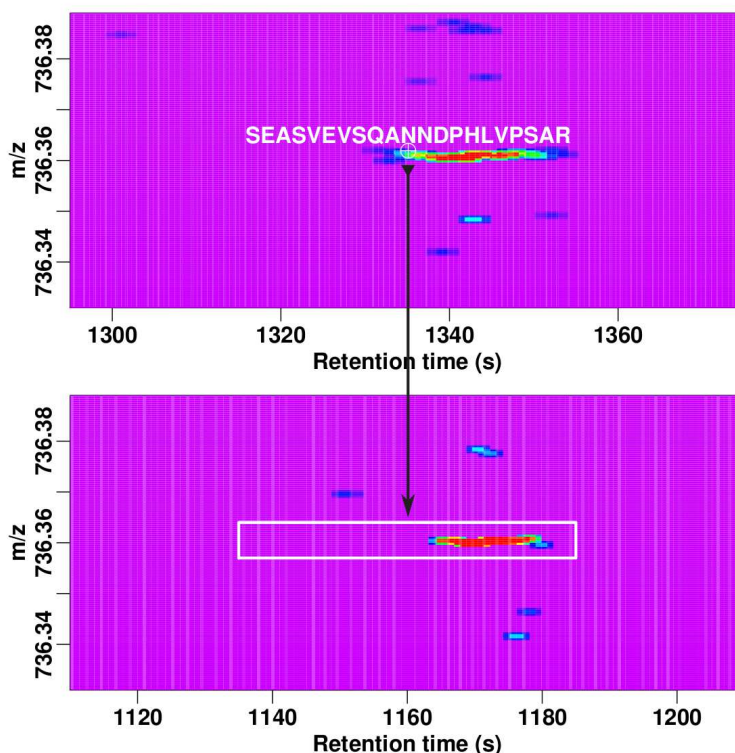 736.38
SEASVEVSQANNDPHLVPSAR
736.36
m/z
736.34
1300 1320 1340 1360
Retention time (s)
736.38
736.36
m/z
736.34
1120 1140 1160 1180 1200
Retention time (s)